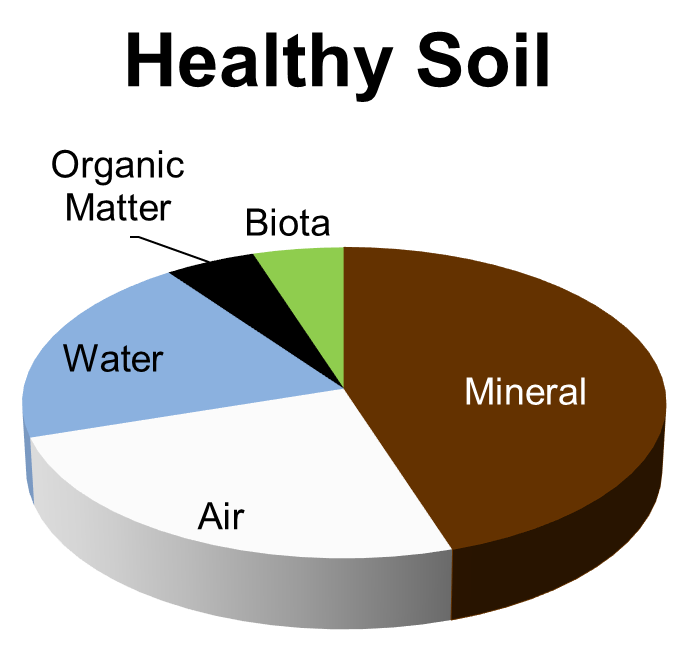 Healthy Soil
Organic
Matter
Biota
Water
Mineral
Air